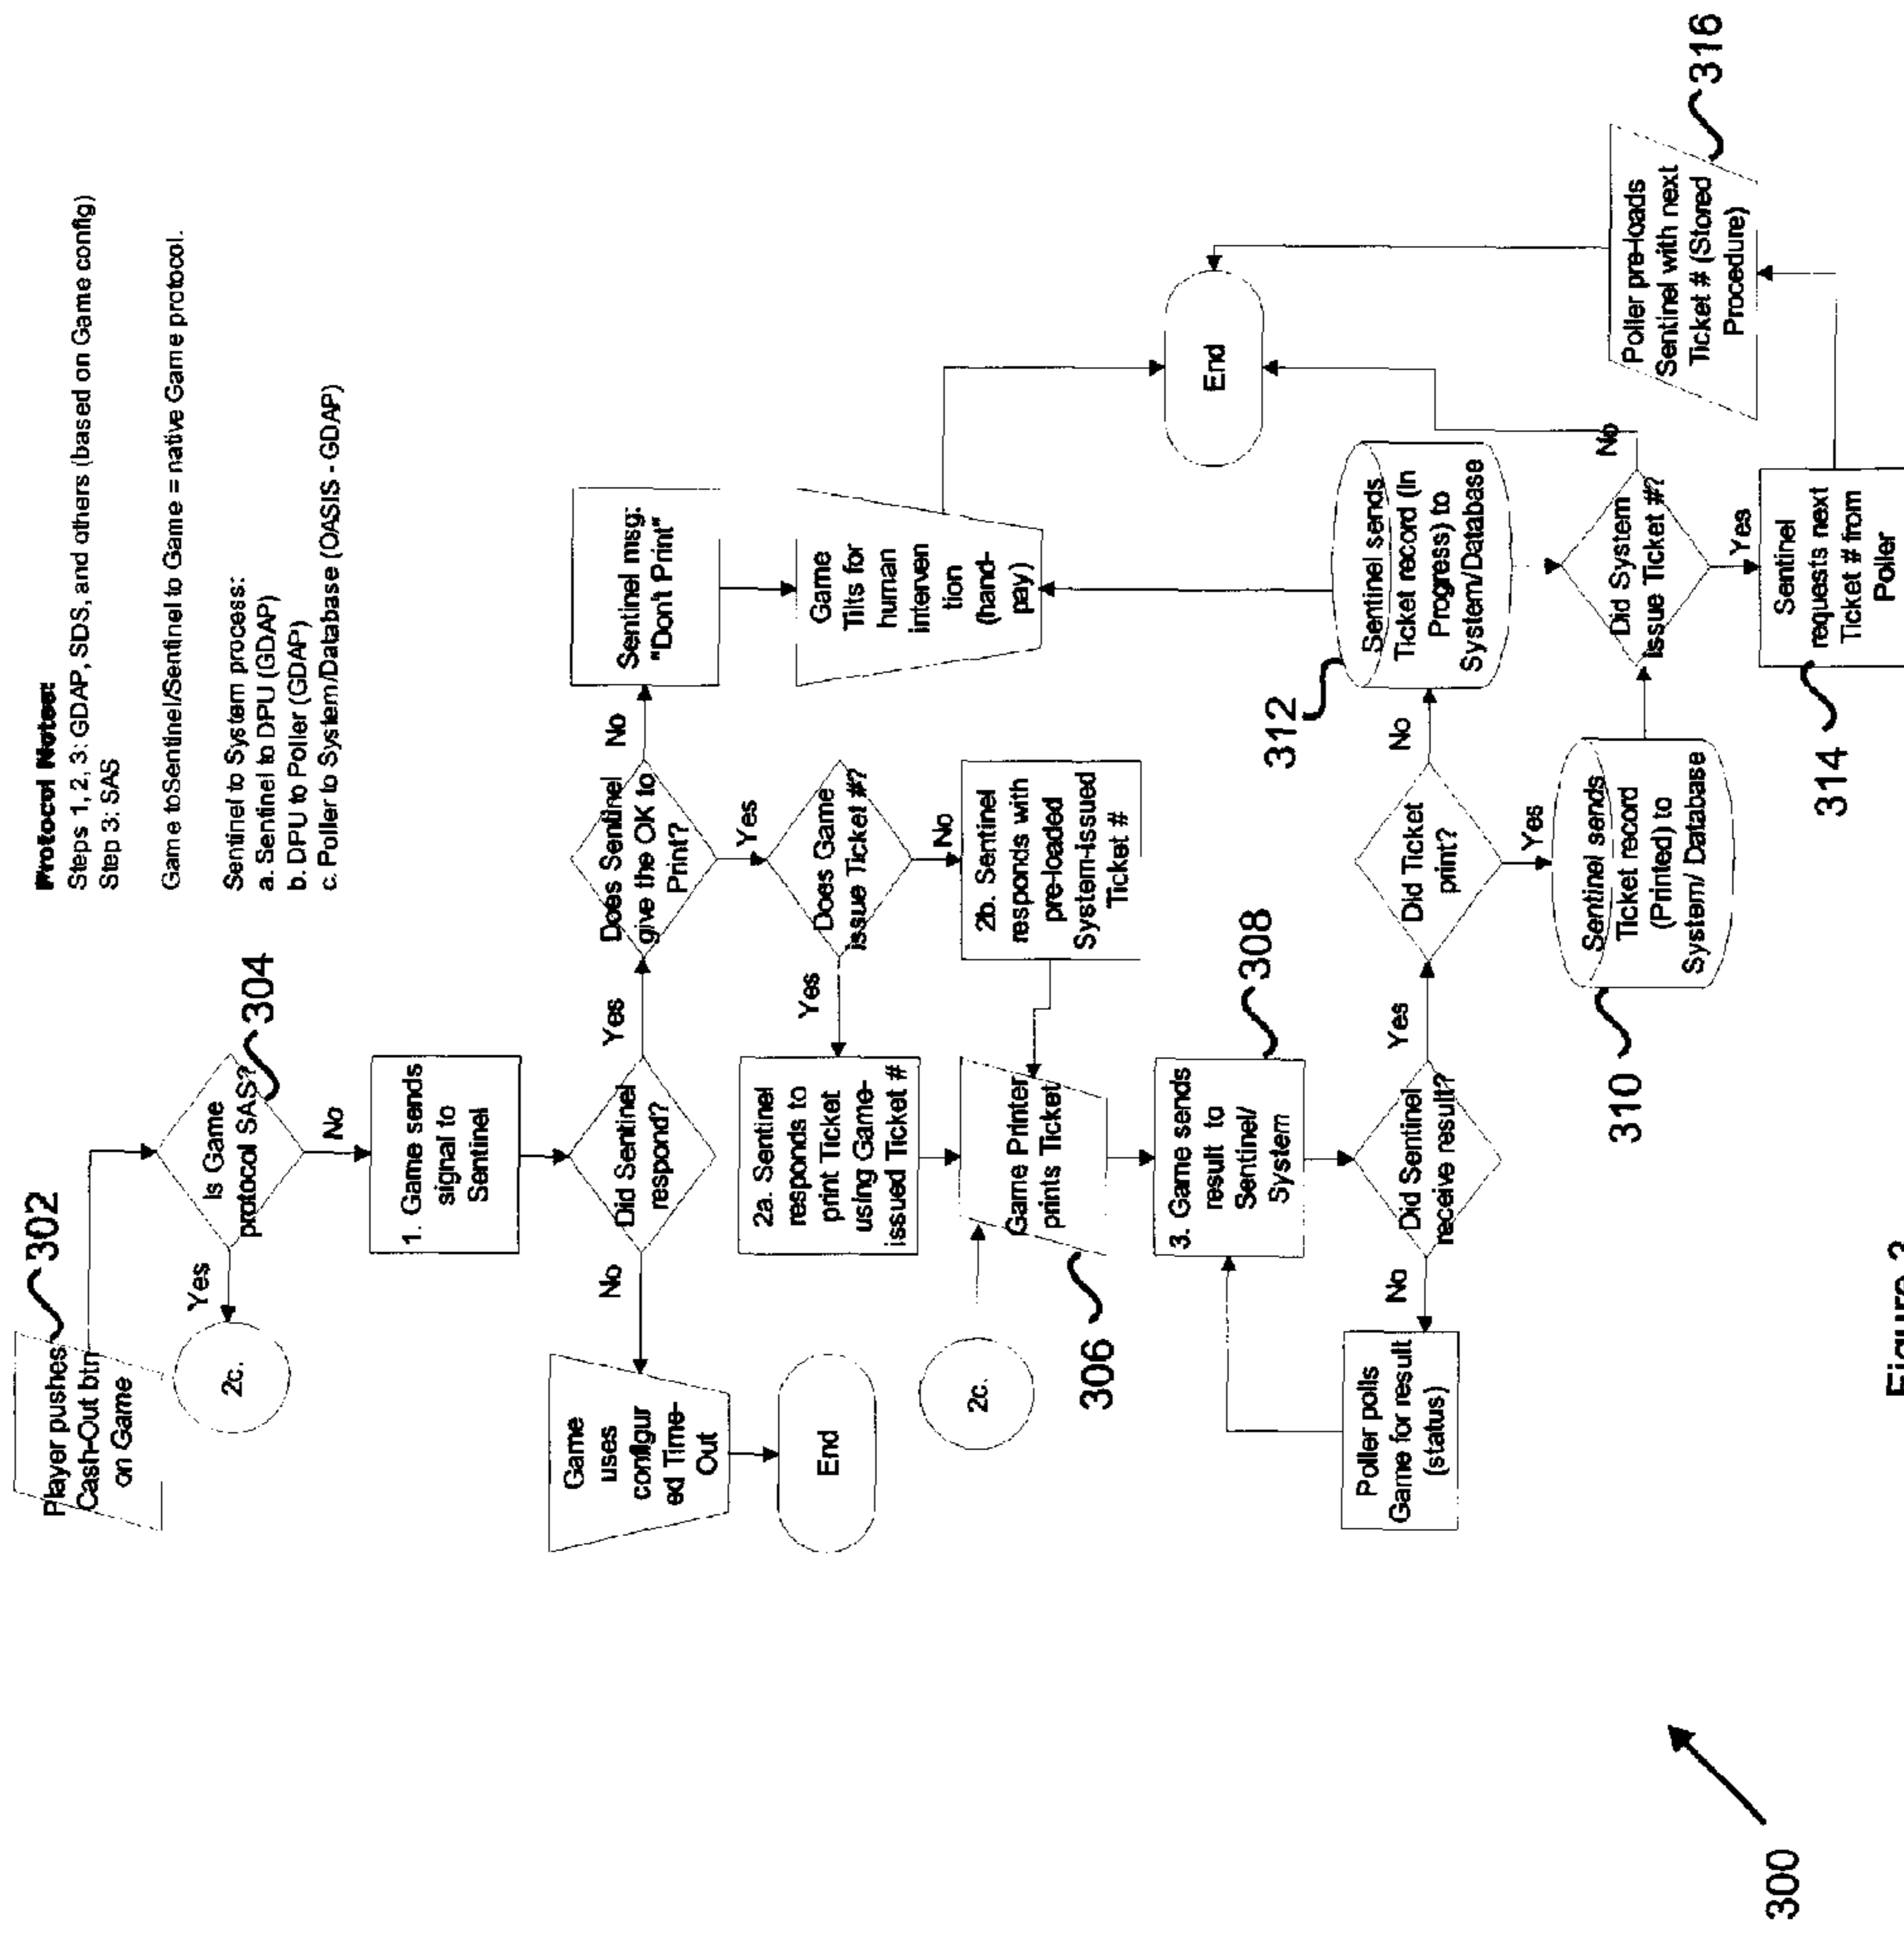 Protocol Notes:
Steps 1, 2, 3: GDAP, SDS, and others (based on Game config)
Step 3: SAS
Game toSentinel/Sentinel to Game = native Game protocol.
Sentinel to System process:
a. Sentinel to DPU (GDAP)
b. DPU to Poller (GDAP)
c. Poller to System/Database (OASIS - GDAP)
Player pushes
Cash-Out btn
on Game
302
Is Game
protocol SAS?
304
Yes
2c.
No
1. Game sends
signal to
Sentinel
Did Sentinel
respond?
No
Game
uses
configur
ed Time-
Out
End
Yes
Does Sentinel
give the OK to
Print?
No
Sentinel msg:
"Don't Print"
Game
Tilts for
human
interven
tion
(hand-
pay)
Yes
Does Game
issue Ticket #?
Yes
2a. Sentinel
responds to
print Ticket
using Game-
issued Ticket #
No
2b. Sentinel
responds with
pre-loaded
System-issued
Ticket #
2c.
Game Printer
prints Ticket
306
3. Game sends
result to
Sentinel/
System
308
Did Sentinel
receive result?
No
Poller polls
Game for result
(status)
Yes
Did Ticket
print?
No
Sentinel sends
Ticket record (In
Progress) to
System/Database
312
Yes
Sentinel sends
Ticket record
(Printed) to
System/ Database
310
Did System
issue Ticket #?
No
End
Yes
Sentinel
requests next
Ticket # from
Poller
314
Poller pre-loads
Sentinel with next
Ticket # (Stored
Procedure)
316
300
Figure 3